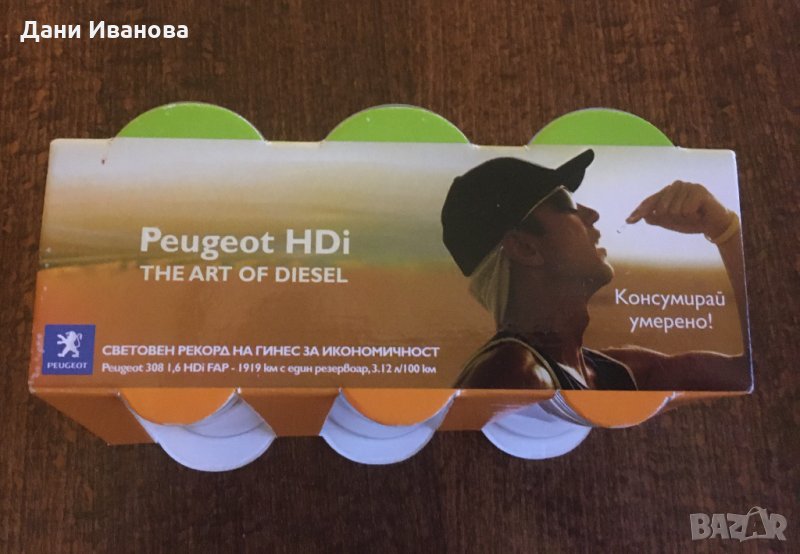 Дани Иванова
Peugeot HDi
THE ART OF DIESEL
Консумирай
умерено!
PEUGEOT
СВЕТОВЕН РЕКОРД НА ГИНЕС ЗА ИКОНОМИЧНОСТ
Peugeot 308 1,6 HDi FAP - 1919 км с един резервоар, 3.12 л/100 км
BAZAR